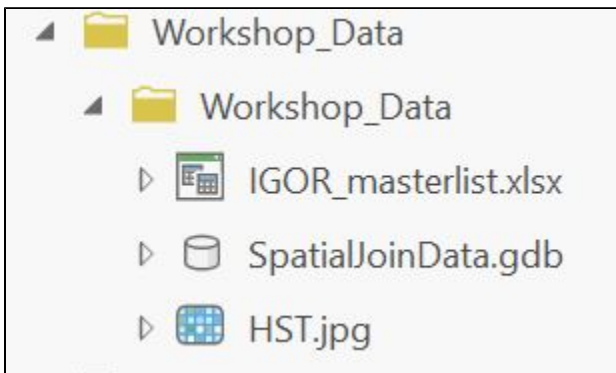 Workshop_Data
Workshop_Data
IGOR_masterlist.xlsx
SpatialJoinData.gdb
HST.jpg